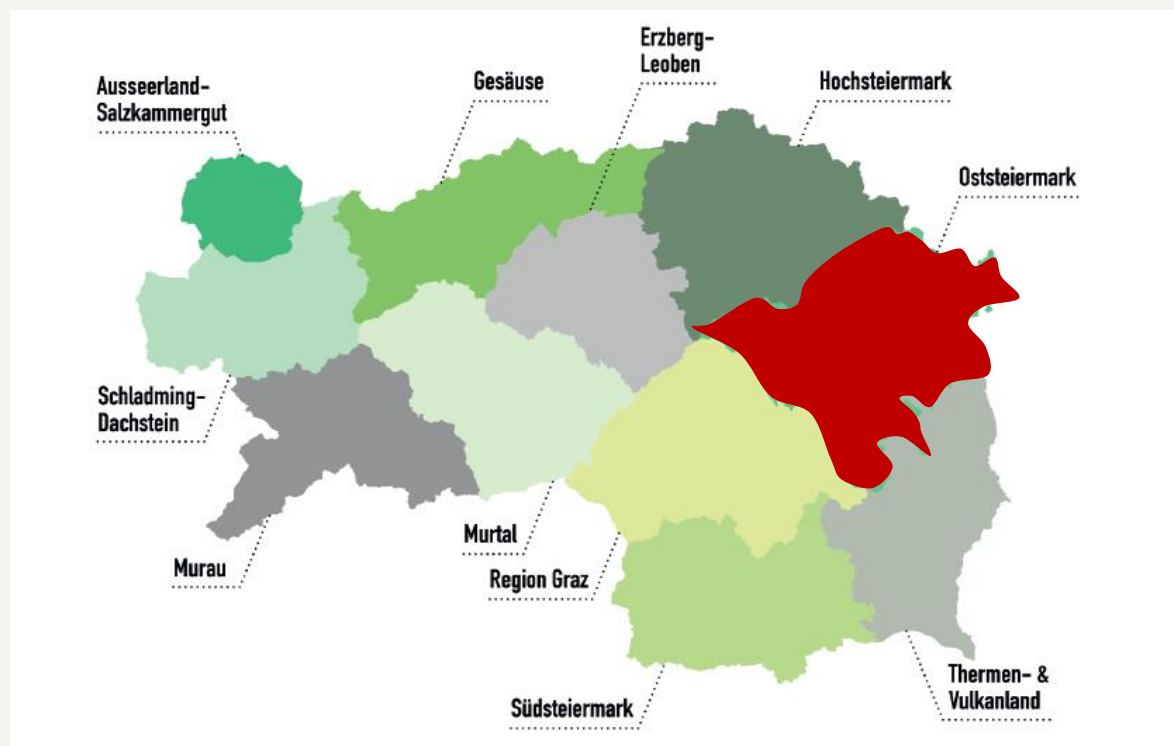 Erzberg-
Leoben
Ausseerland-
Salzkammergut
Gesäuse
Hochsteiermark
Oststeiermark
Schladming-
Dachstein
Murtal
Murau
Region Graz
Thermen- &
Vulkanland
Südsteiermark